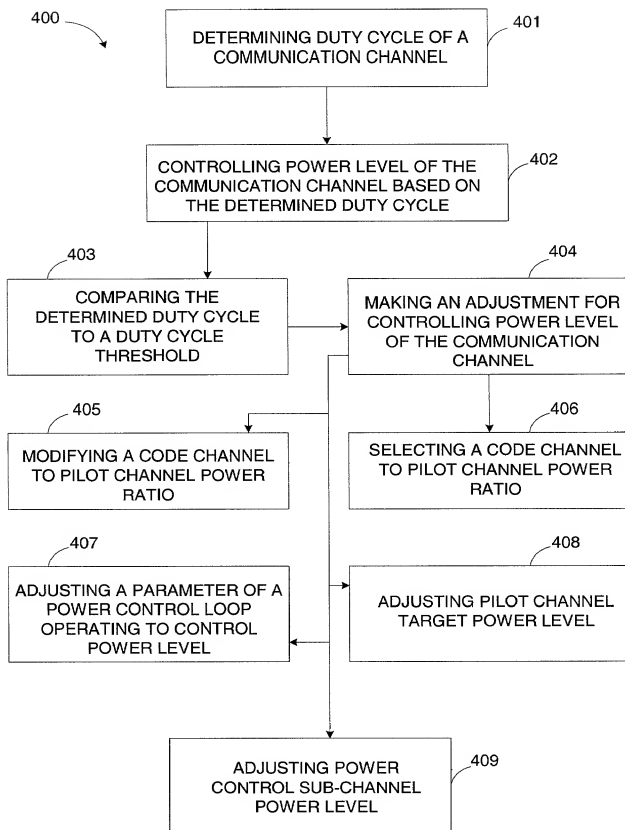 400
401
DETERMINING DUTY CYCLE OF A
COMMUNICATION CHANNEL
402
CONTROLLING POWER LEVEL OF THE
COMMUNICATION CHANNEL BASED ON
THE DETERMINED DUTY CYCLE
403
COMPARING THE
DETERMINED DUTY CYCLE
TO A DUTY CYCLE
THRESHOLD
404
MAKING AN ADJUSTMENT FOR
CONTROLLING POWER LEVEL
OF THE COMMUNICATION
CHANNEL
405
MODIFYING A CODE CHANNEL
TO PILOT CHANNEL POWER
RATIO
406
SELECTING A CODE CHANNEL
TO PILOT CHANNEL POWER
RATIO
407
ADJUSTING A PARAMETER OF A
POWER CONTROL LOOP
OPERATING TO CONTROL
POWER LEVEL
408
ADJUSTING PILOT CHANNEL
TARGET POWER LEVEL
409
ADJUSTING POWER
CONTROL SUB-CHANNEL
POWER LEVEL